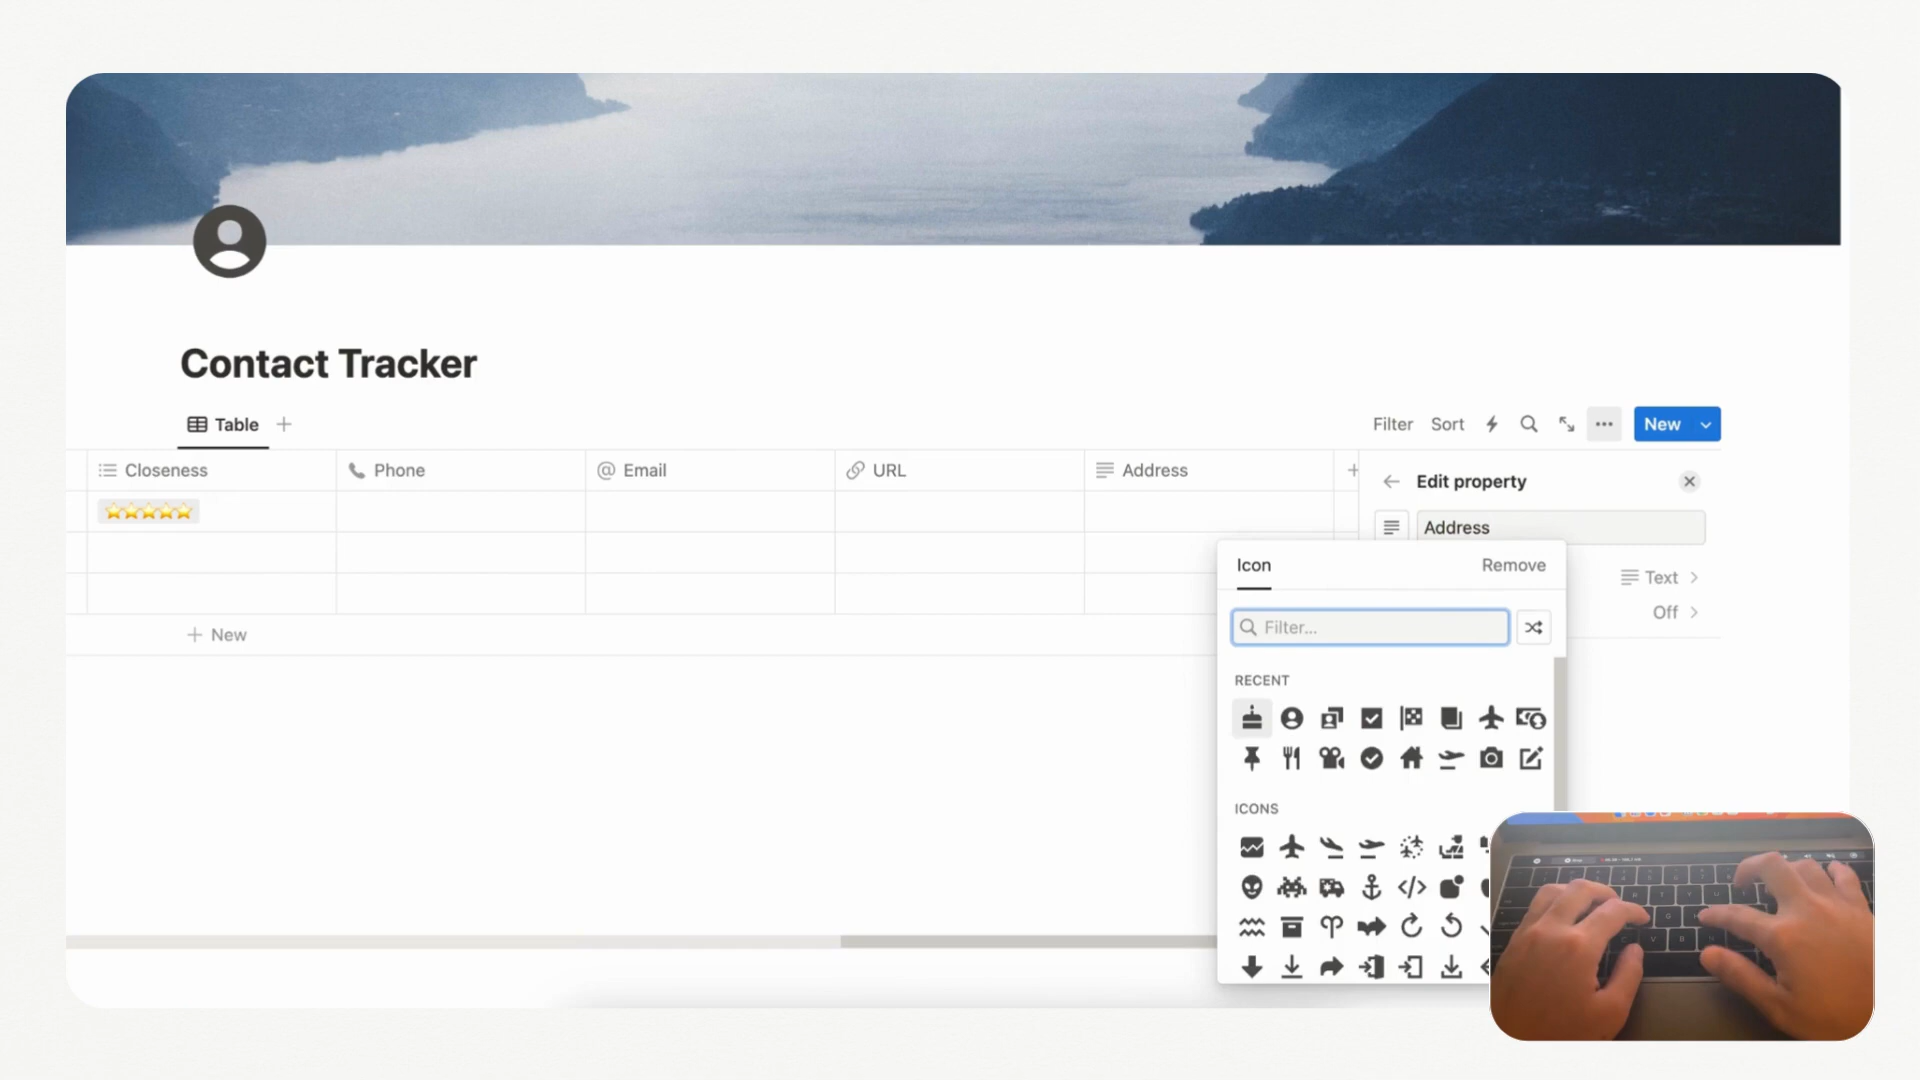 Contact Tracker
Table
Filter Sort New
Closeness Phone Email URL Address
Edit property
Address
Icon Remove
Text
Filter...
Off
New
RECENT
ICONS